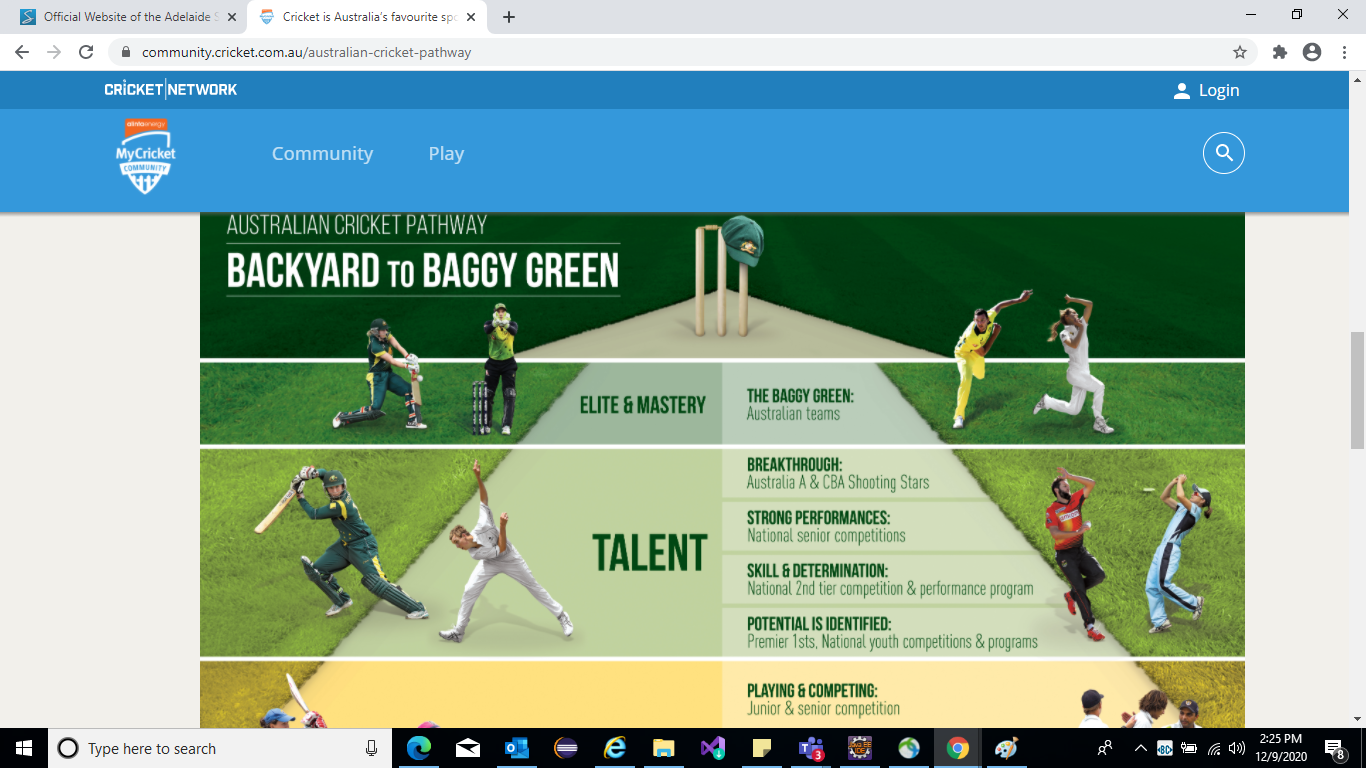 Official Website of the Adelaide S
Cricket is Australia's favourite spo
community.cricket.com.au/australian-cricket-pathway
CRICKET NETWORK
Login
alintaenergy
MyCricket
COMMUNITY
Community
Play
AUSTRALIAN CRICKET PATHWAY
BACKYARD TO BAGGY GREEN
ELITE & MASTERY
THE BAGGY GREEN:
Australian teams
TALENT
BREAKTHROUGH:
Australia A & CBA Shooting Stars
STRONG PERFORMANCES:
National senior competitions
SKILL & DETERMINATION:
National 2nd tier competition & performance program
POTENTIAL IS IDENTIFIED:
Premier 1sts, National youth competitions & programs
PLAYING & COMPETING:
Junior & senior competition
Type here to search
3
2:25 PM
12/9/2020
8